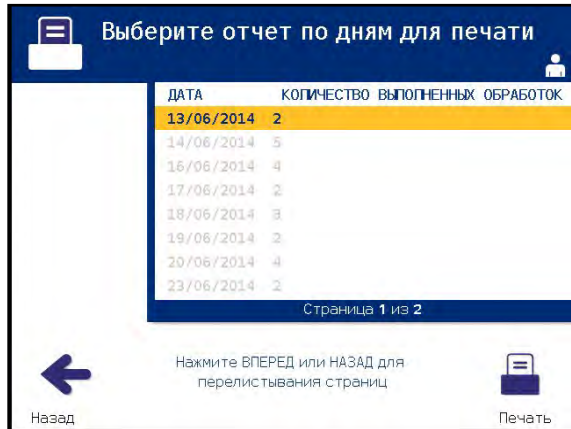 Выберите отчет по дням для печати
ДАТА КОЛИЧЕСТВО ВЫПОЛНЕННЫХ ОБРАБОТОК
13/06/2014 2
14/06/2014 5
16/06/2014 4
17/06/2014 2
18/06/2014 3
19/06/2014 2
20/06/2014 4
23/06/2014 2
Страница 1 из 2
Нажмите ВПЕРЕД или НАЗАД для
перелистывания страниц
Назад
Печать